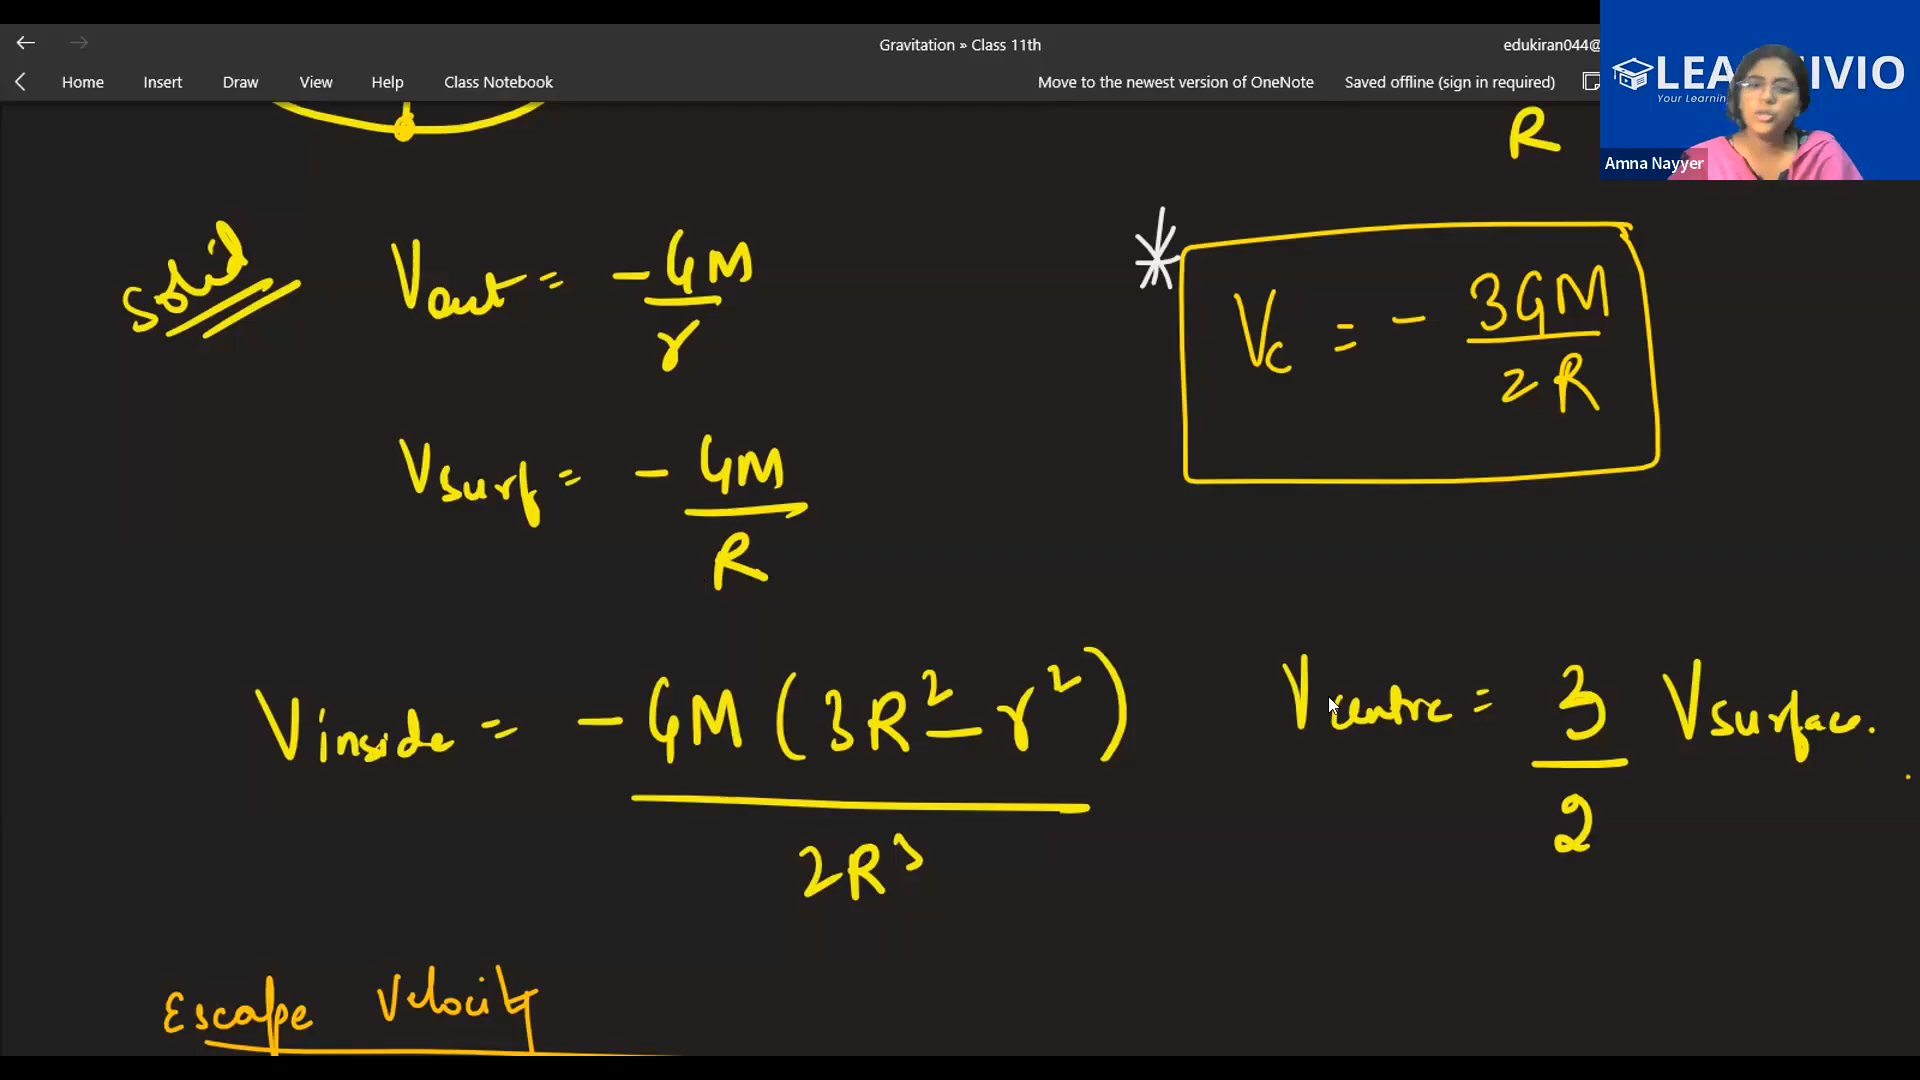 Gravitation » Class 11th
edukiran044@
Home Insert Draw View Help Class Notebook
Move to the newest version of OneNote Saved offline (sign in required)
Your Learnin
Amna Nayyer
R
Solid
Vout = -GM/r
Vc = - 3GM/2R
Vsurf = - GM/R
Vinside = - GM(3R²-r²)/2R³
Vcentre = 3/2 Vsurface.
Escape Velocity